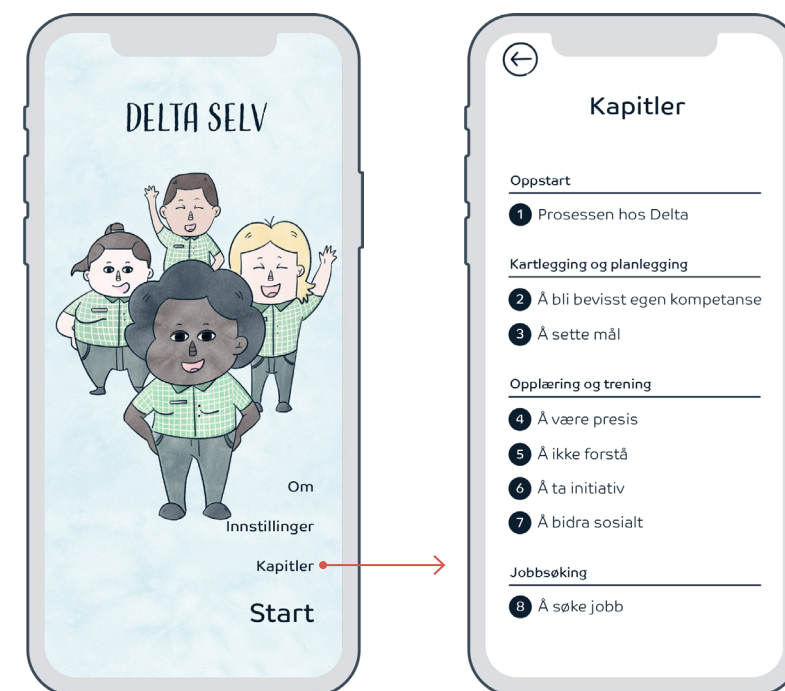 DELTA SELV
Om
Innstillinger
Kapitler
Start
Kapitler
Oppstart
1 Prosessen hos Delta
Kartlegging og planlegging
2 Å bli bevisst egen kompetanse
3 Å sette mål
Opplæring og trening
4 Å være presis
5 Å ikke forstå
6 Å ta initiativ
7 Å bidra sosialt
Jobbsøking
8 Å søke jobb